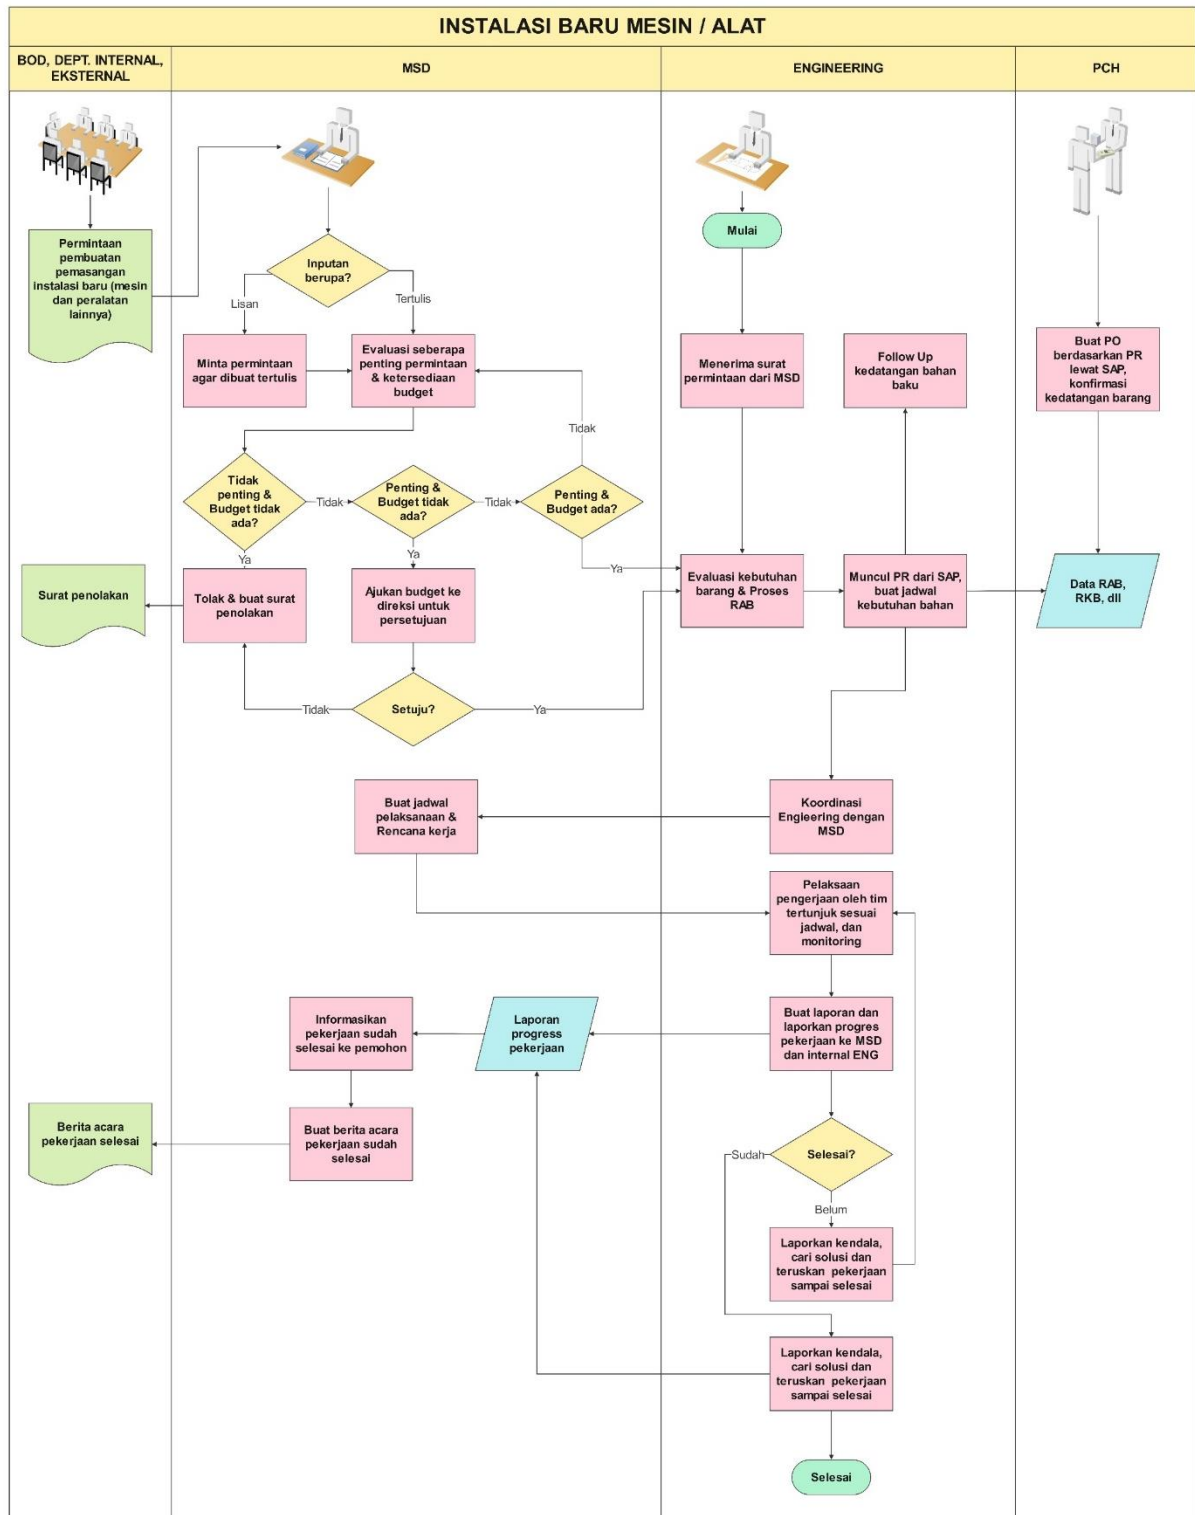 INSTALASI BARU MESIN / ALAT
BOD, DEPT. INTERNAL,
EKSTERNAL
MSD
ENGINEERING
PCH
Permintaan
pembuatan
pemasangan
instalasi baru (mesin
dan peralatan
lainnya)
Inputan
berupa?
Lisan
Tertulis
Mulai
Minta permintaan
agar dibuat tertulis
Evaluasi seberapa
penting permintaan
& ketersediaan
budget
Menerima surat
permintaan dari MSD
Follow Up
kedatangan bahan
baku
Buat PO
berdasarkan PR
lewat SAP,
konfirmasi
kedatangan barang
Tidak
Tidak
penting &
Budget tidak
ada?
Tidak
Penting &
Budget tidak
ada?
Tidak
Penting &
Budget ada?
Ya
Ya
Ya
Surat penolakan
Tolak & buat surat
penolakan
Ajukan budget ke
direksi untuk
persetujuan
Evaluasi kebutuhan
barang & Proses
RAB
Muncul PR dari SAP,
buat jadwal
kebutuhan bahan
Data RAB,
RKB, dll
Tidak
Setuju?
Ya
Buat jadwal
pelaksanaan &
Rencana kerja
Koordinasi
Engleering dengan
MSD
Pelaksaan
pengerjaan oleh tim
tertunjuk sesuai
jadwal, dan
monitoring
Informasikan
pekerjaan sudah
selesai ke pemohon
Laporan
progress
pekerjaan
Buat laporan dan
laporkan progres
pekerjaan ke MSD
dan internal ENG
Berita acara
pekerjaan selesai
Buat berita acara
pekerjaan sudah
selesai
Sudah
Selesai?
Belum
Laporkan kendala,
cari solusi dan
teruskan pekerjaan
sampai selesai
Laporkan kendala,
cari solusi dan
teruskan pekerjaan
sampai selesai
Selesai